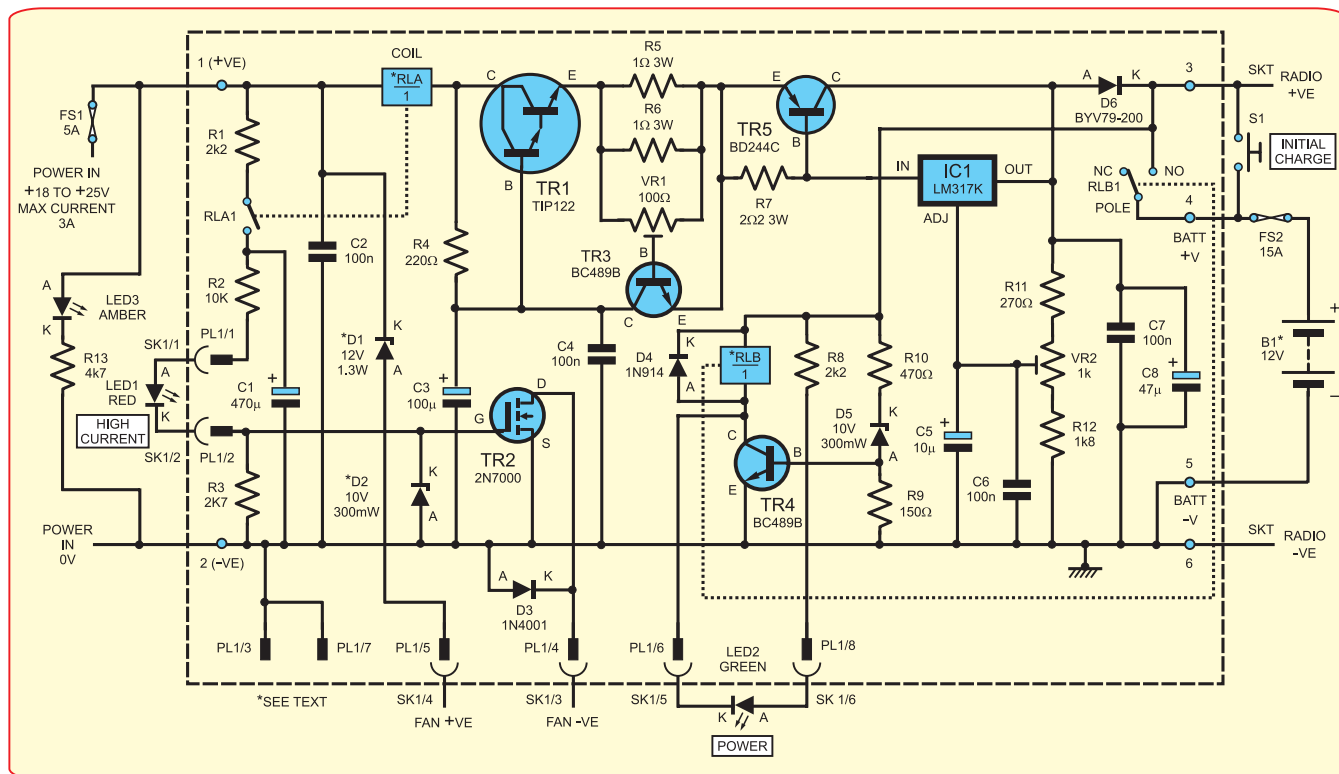 COIL
1 (+VE)
*RLA
1
C
E
R5
1Ω 3W
R6
1Ω 3W
VR1
100Ω
B
TR1
TIP122
E
C
TR5
BD244C
B
A
K
D6
BYV79-200
3
SKT
RADIO
+VE
S1
INITIAL
CHARGE
FS1
5A
POWER IN
+18 TO +25V
MAX CURRENT
3A
R1
2k2
RLA1
C2
100n
R4
220Ω
TR3
BC489B
B
C
E
R7
2Ω2 3W
IN
IC1
LM317K
OUT
ADJ
NC
NO
RLB1
POLE
4
BATT
+V
FS2
15A
A
K
LED3
AMBER
R13
4k7
R2
10K
SK1/1
PL1/1
A
LED1
RED
K
HIGH
CURRENT
SK1/2
PL1/2
C1
470µ
+
*D1
12V
1.3W
K
A
C3
100µ
+
C4
100n
D
G
S
TR2
2N7000
D4
1N914
K
A
*RLB
1
R8
2k2
R10
470Ω
D5
10V
300mW
K
A
C
B
E
TR4
BC489B
R9
150Ω
C5
10µ
+
C6
100n
R11
270Ω
VR2
1k
R12
1k8
C7
100n
C8
47µ
+
B1*
12V
+
–
R3
2K7
*D2
10V
300mW
K
A
POWER
IN
0V
2 (-VE)
A
K
D3
1N4001
5
BATT
-V
6
SKT
RADIO
-VE
PL1/3
PL1/7
PL1/5
PL1/4
PL1/6
LED2
GREEN
PL1/8
*SEE TEXT
SK1/4
SK1/3
SK1/5
K
A
SK 1/6
FAN +VE
FAN -VE
POWER